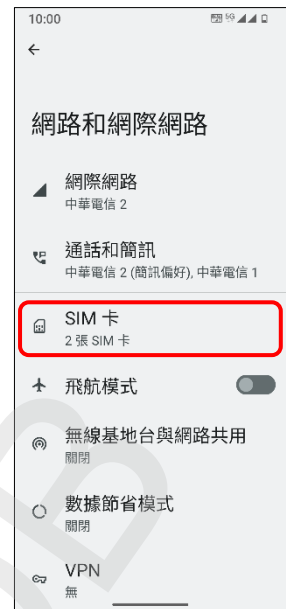 10:00
5G
網路和網際網路
網際網路
中華電信 2
通話和簡訊
中華電信 2 (簡訊偏好), 中華電信 1
SIM 卡
2 張 SIM 卡
飛航模式
無線基地台與網路共用
關閉
數據節省模式
關閉
VPN
無